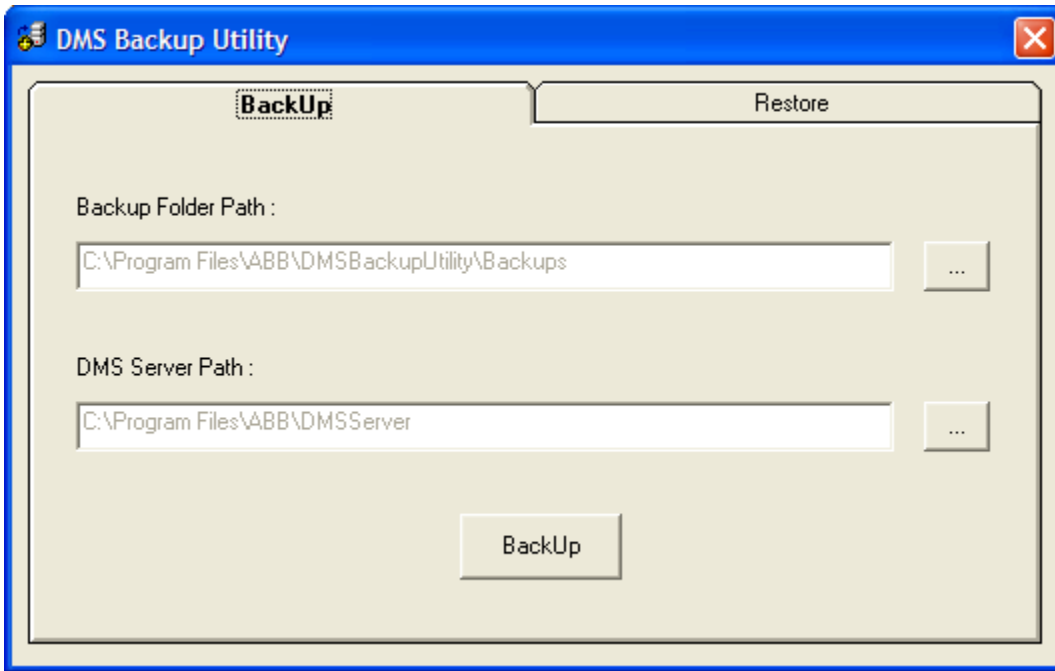 DMS Backup Utility
BackUp
Restore
Backup Folder Path :
C:\Program Files\ABB\DMSBackupUtility\Backups
...
DMS Server Path :
C:\Program Files\ABB\DMSServer
...
BackUp